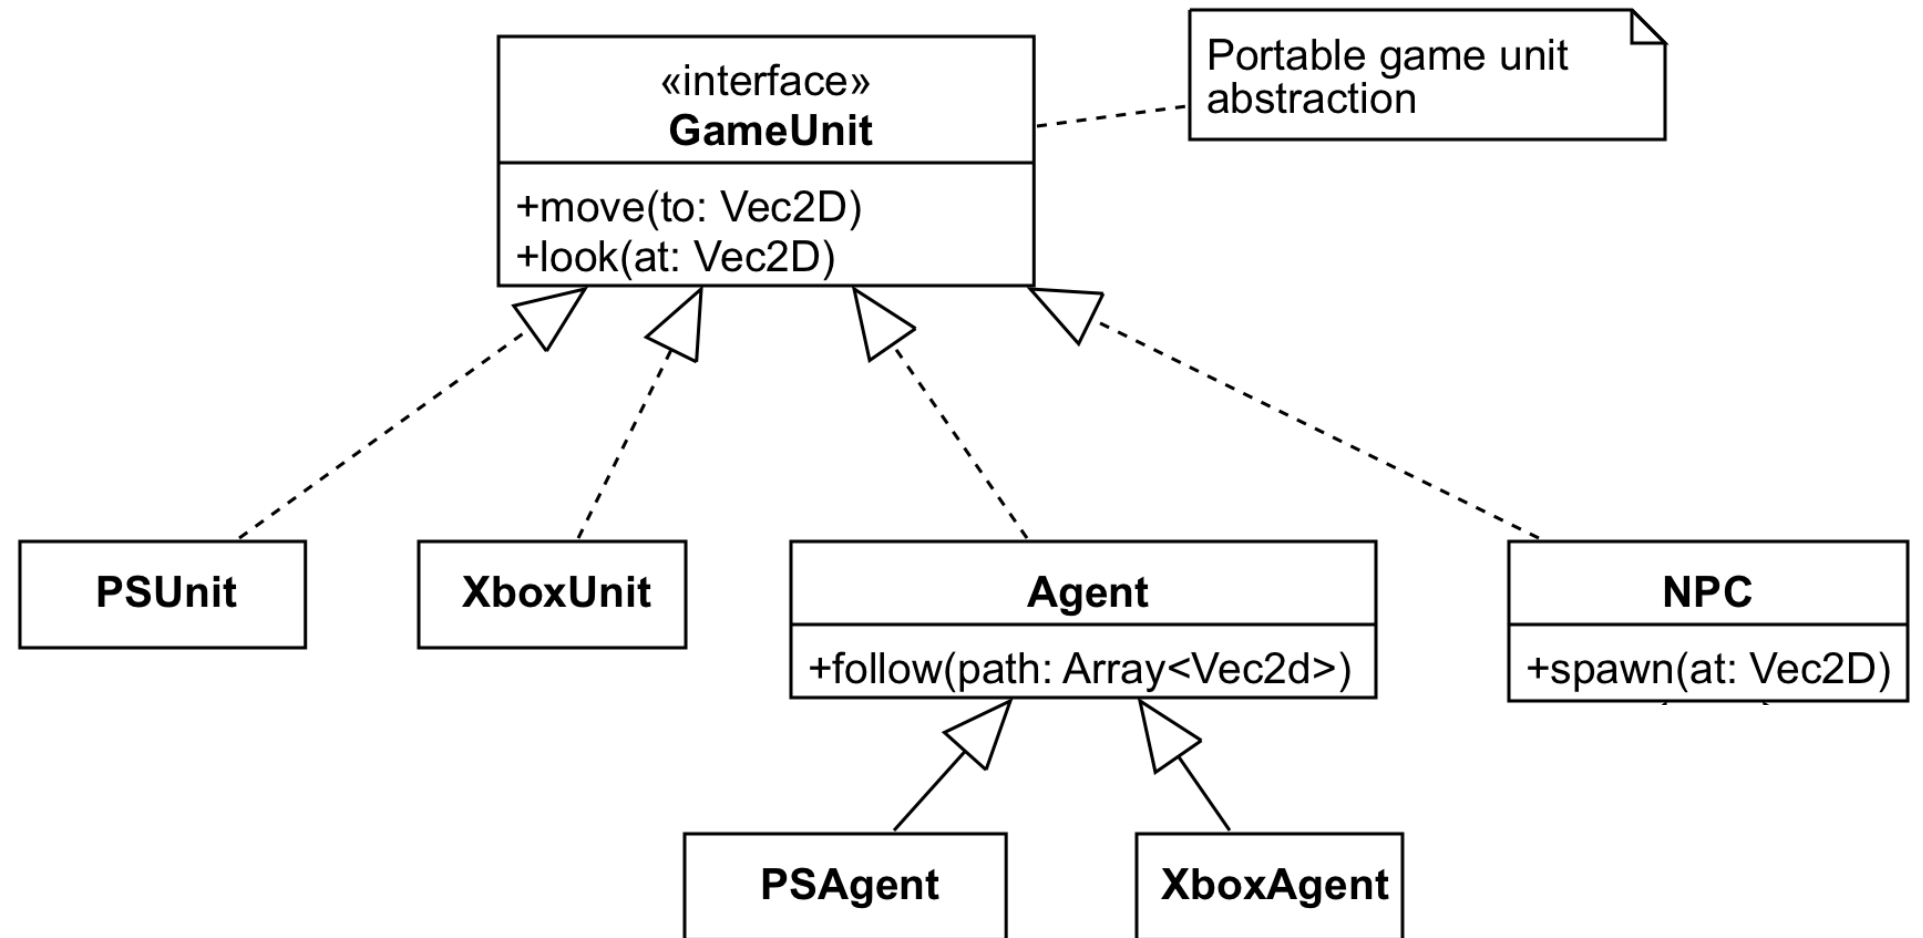 «interface»
GameUnit
+move(to: Vec2D)
+look(at: Vec2D)
Portable game unit
abstraction
PSUnit
XboxUnit
Agent
+follow(path: Array<Vec2d>)
NPC
+spawn(at: Vec2D)
PSAgent
XboxAgent